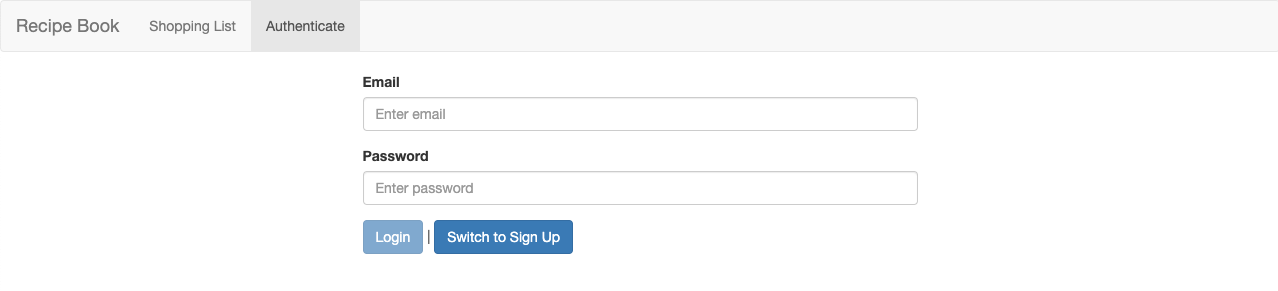 Recipe Book Shopping List Authenticate
Email
Enter email
Password
Enter password
Login | Switch to Sign Up